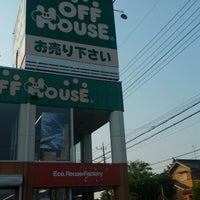 OFF
HOUSE
お売り下さい
OFF HOUSE
Eco.Reuse.Factory